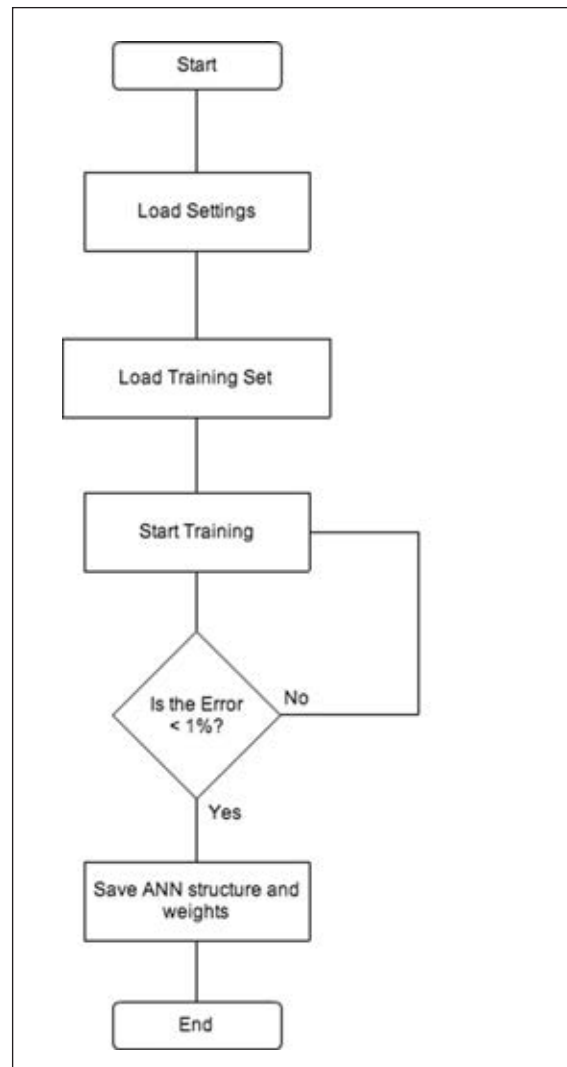 Start
Load Settings
Load Training Set
Start Training
Is the Error
< 1%?
No
Yes
Save ANN structure and
weights
End